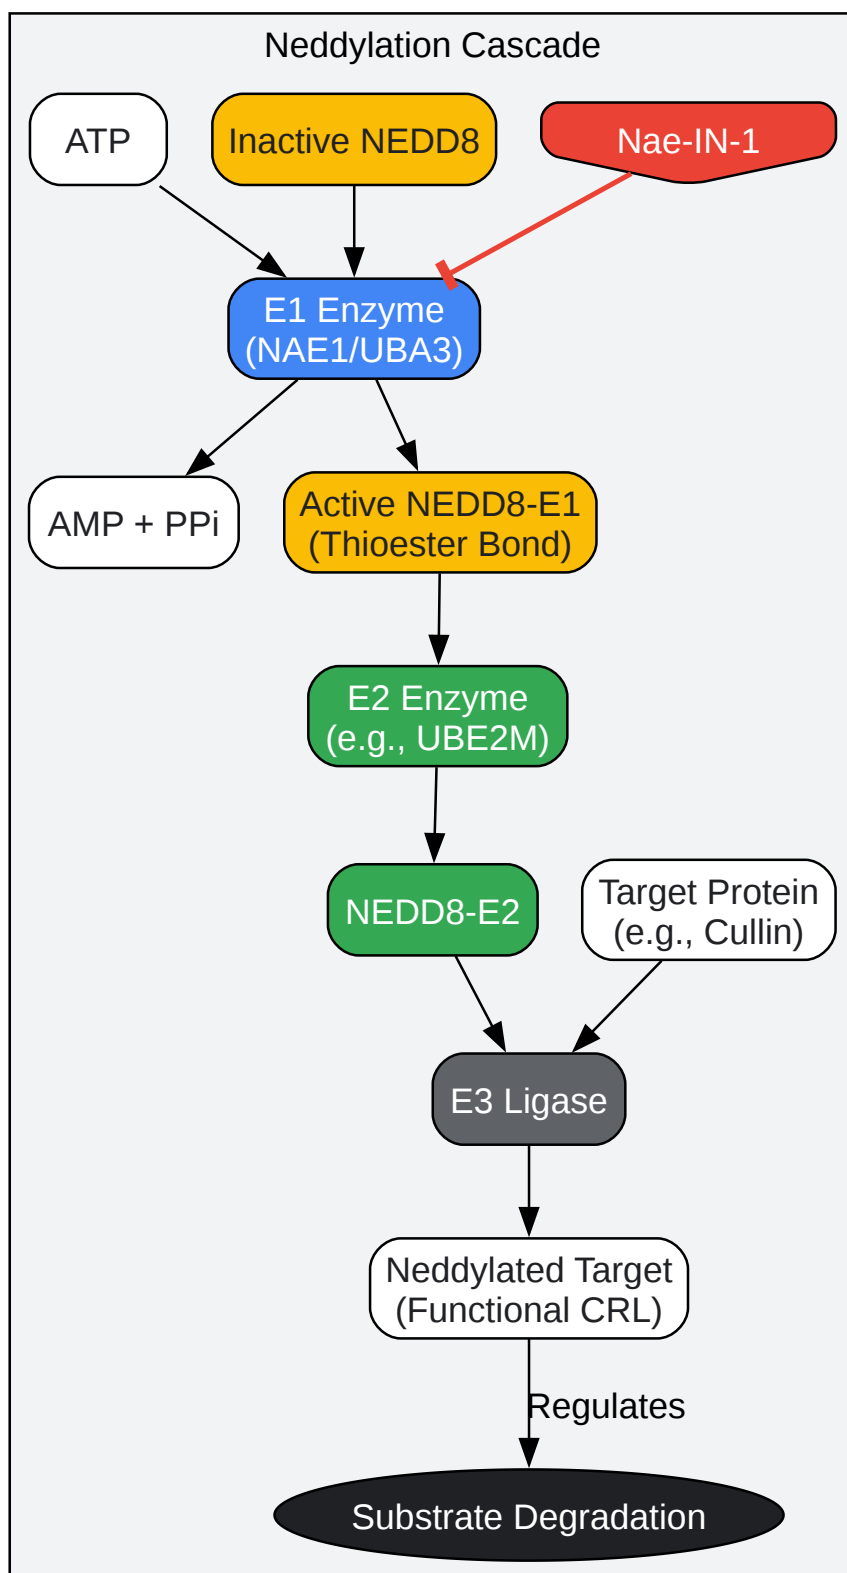 Neddylation Cascade
ATP
Inactive NEDD8
Nae-IN-1
E1 Enzyme
(NAE1/UBA3)
AMP + PPi
Active NEDD8-E1
(Thioester Bond)
E2 Enzyme
(e.g., UBE2M)
NEDD8-E2
Target Protein
(e.g., Cullin)
E3 Ligase
Neddylated Target
(Functional CRL)
Regulates
Substrate Degradation